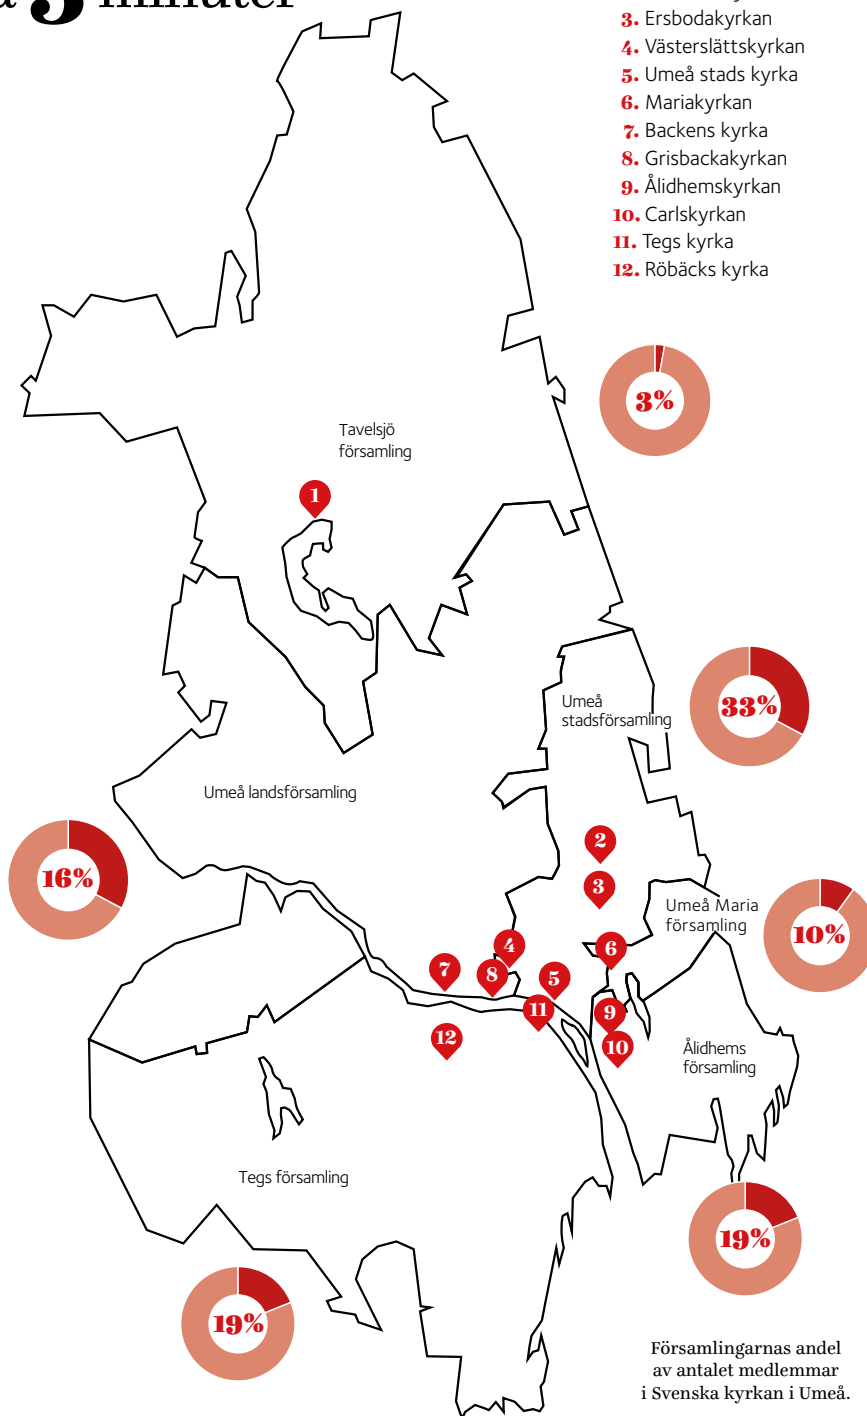 5 minuter
3. Ersbodakyrkan
4. Västerslättskyrkan
5. Umeå stads kyrka
6. Mariakyrkan
7. Backens kyrka
8. Grisbackakyrkan
9. Ålidhemskyrkan
10. Carlskyrkan
11. Tegs kyrka
12. Röbäcks kyrka
3%
Tavelsjö
församling
1
Umeå
stadsförsamling
33%
Umeå landsförsamling
16%
2
3
Umeå Maria
församling
10%
4
6
7
8
5
11
9
12
10
Ålidhems
församling
Tegs församling
19%
19%
Församlingarnas andel
av antalet medlemmar
i Svenska kyrkan i Umeå.